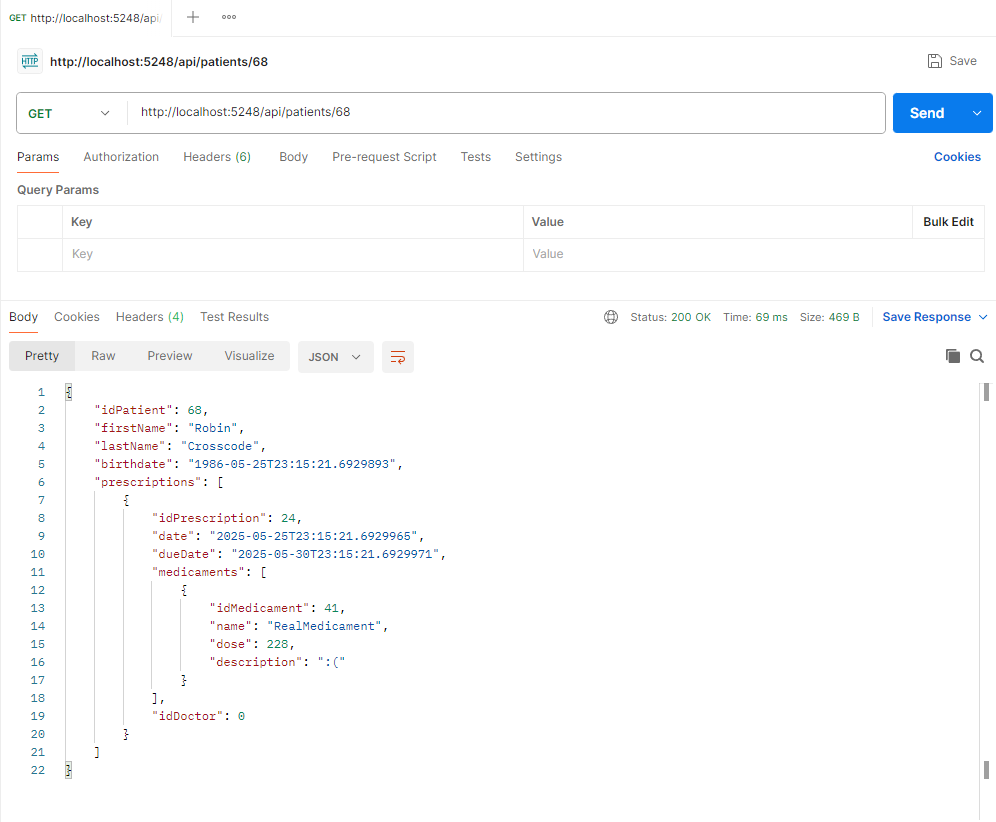 GET http://localhost:5248/api/
HTTP http://localhost:5248/api/patients/68 Save
GET http://localhost:5248/api/patients/68 Send
Params Authorization Headers (6) Body Pre-request Script Tests Settings Cookies
Query Params
Key Value Bulk Edit
Key Value
Body Cookies Headers (4) Test Results Status: 200 OK Time: 69 ms Size: 469 B Save Response
Pretty Raw Preview Visualize JSON
1 {
2 "idPatient": 68,
3 "firstName": "Robin",
4 "lastName": "Crosscode",
5 "birthdate": "1986-05-25T23:15:21.6929893",
6 "prescriptions": [
7 {
8 "idPrescription": 24,
9 "date": "2025-05-25T23:15:21.6929965",
10 "dueDate": "2025-05-30T23:15:21.6929971",
11 "medicaments": [
12 {
13 "idMedicament": 41,
14 "name": "RealMedicament",
15 "dose": 228,
16 "description": ":("
17 }
18 ],
19 "idDoctor": 0
20 }
21 ]
22 }